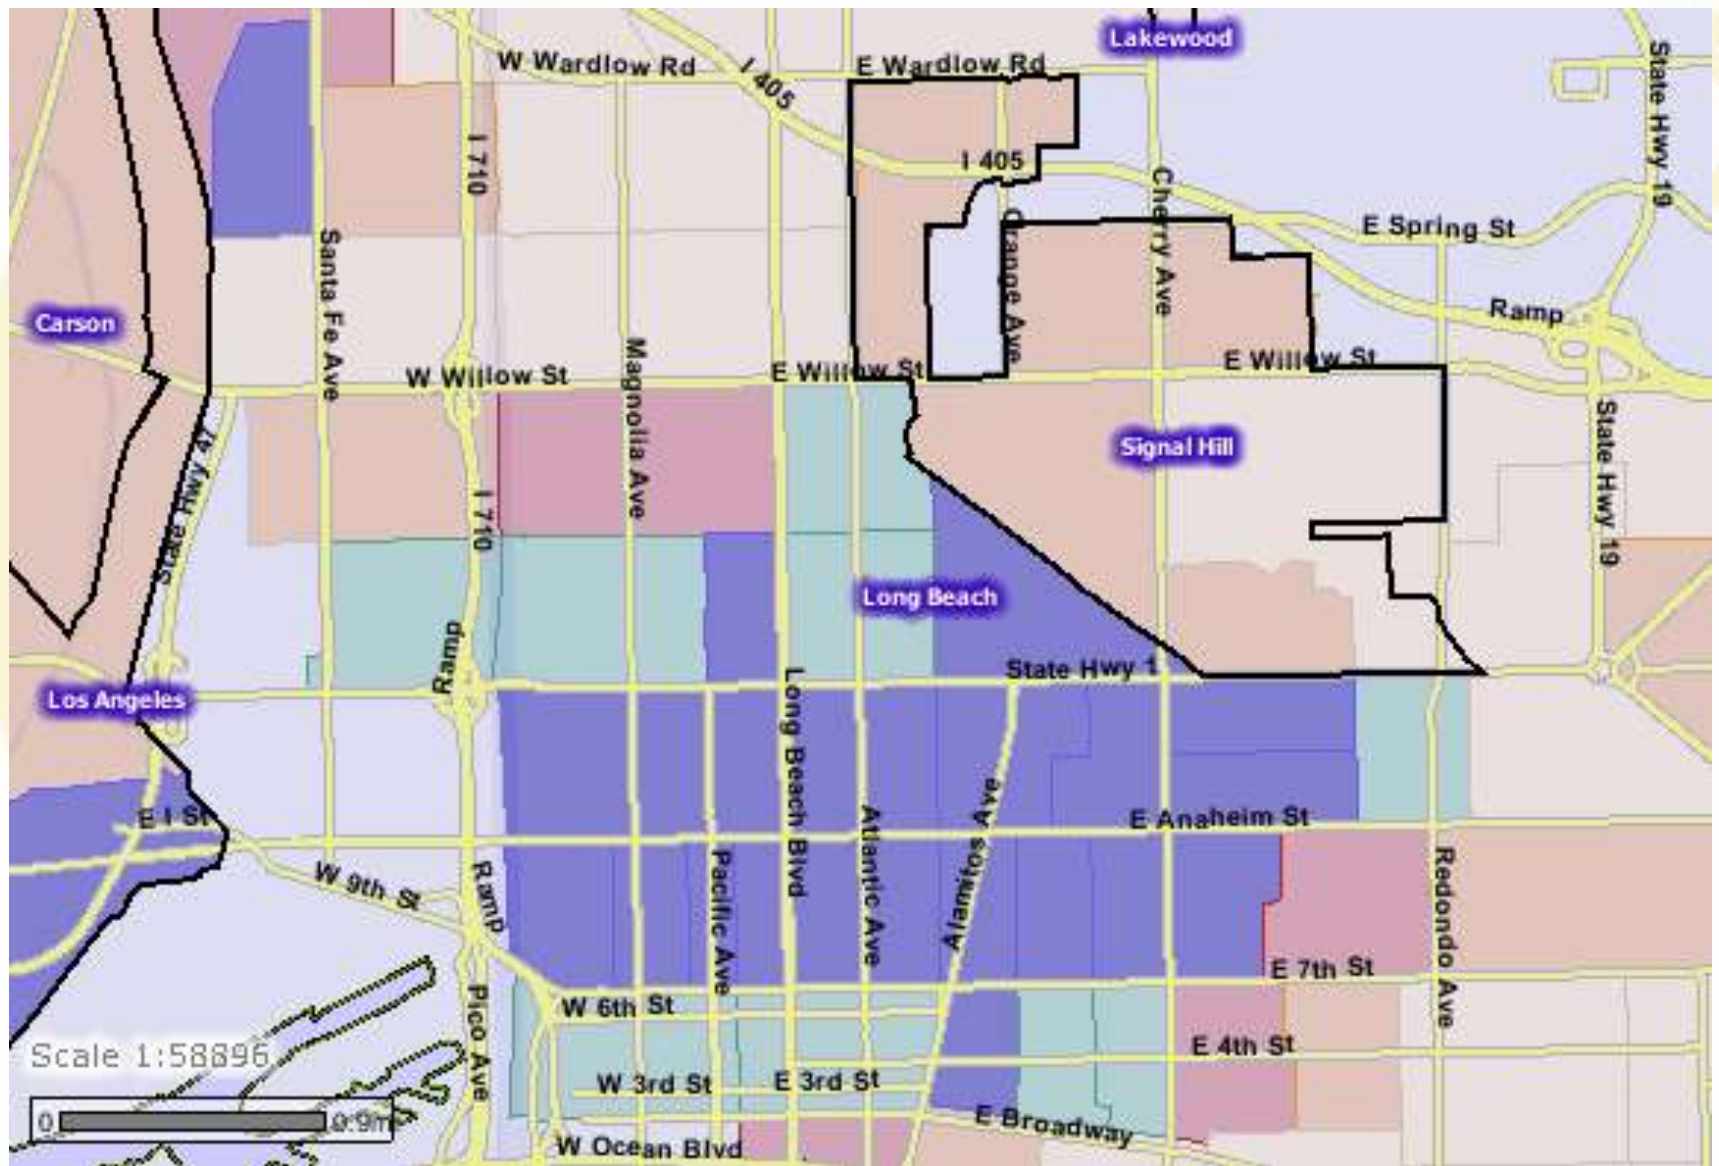 Lakewood
W Wardlow Rd
I 405
E Wardlow Rd
State Hwy 19
I 710
I 405
Cherry Ave
Orange Ave
E Spring St
Santa Fe Ave
Carson
Ramp
Magnolia Ave
W Willow St
E Willow St
E Willow St
State Hwy 47
Signal Hill
State Hwy 19
I 710
Long Beach
Ramp
State Hwy 1
Los Angeles
Long Beach Blvd
E I St
E Anaheim St
Alamitos Ave
Atlantic Ave
Pacific Ave
Redondo Ave
W 9th St
Ramp
E 7th St
W 6th St
Pico Ave
E 4th St
Scale 1:58896
W 3rd St
E 3rd St
0
0.9m
E Broadway
W Ocean Blvd